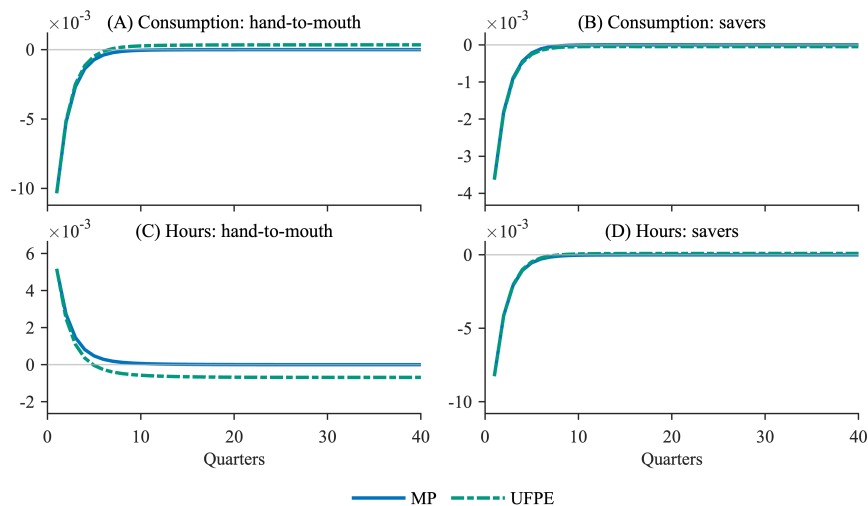 (A) Consumption: hand-to-mouth
×10⁻³
0
-5
-10
(B) Consumption: savers
×10⁻³
0
-1
-2
-3
-4
(C) Hours: hand-to-mouth
×10⁻³
6
4
2
0
-2
0 10 20 30 40
Quarters
(D) Hours: savers
×10⁻³
0
-5
-10
0 10 20 30 40
Quarters
MP UFPE